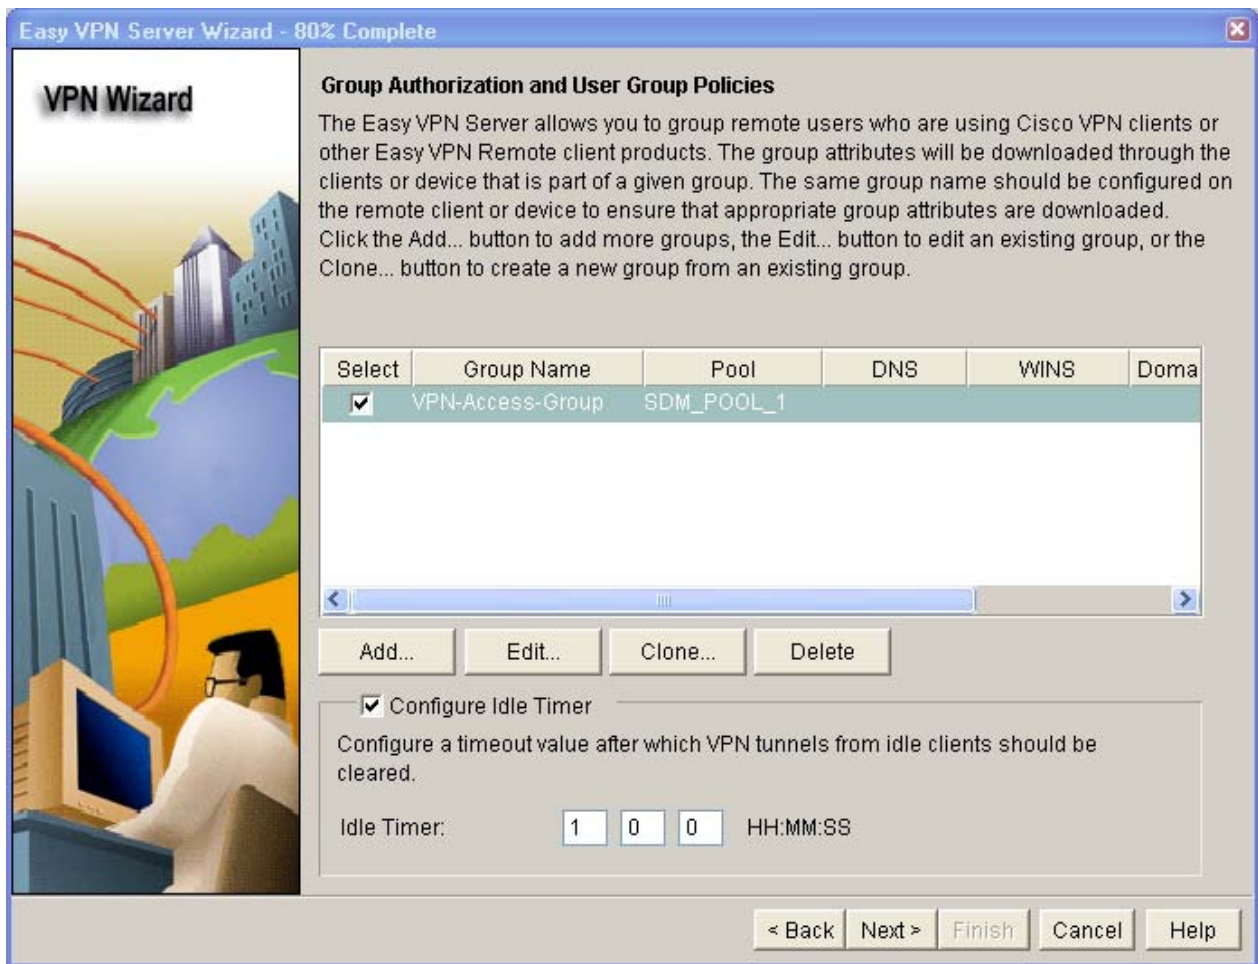 Easy VPN Server Wizard - 80% Complete
VPN Wizard
Group Authorization and User Group Policies
The Easy VPN Server allows you to group remote users who are using Cisco VPN clients or
other Easy VPN Remote client products. The group attributes will be downloaded through the
clients or device that is part of a given group. The same group name should be configured on
the remote client or device to ensure that appropriate group attributes are downloaded.
Click the Add... button to add more groups, the Edit... button to edit an existing group, or the
Clone... button to create a new group from an existing group.
Select Group Name Pool DNS WINS Doma
VPN-Access-Group SDM_POOL_1
Add... Edit... Clone... Delete
Configure Idle Timer
Configure a timeout value after which VPN tunnels from idle clients should be
cleared.
Idle Timer: 1 0 0 HH:MM:SS
< Back Next > Finish Cancel Help